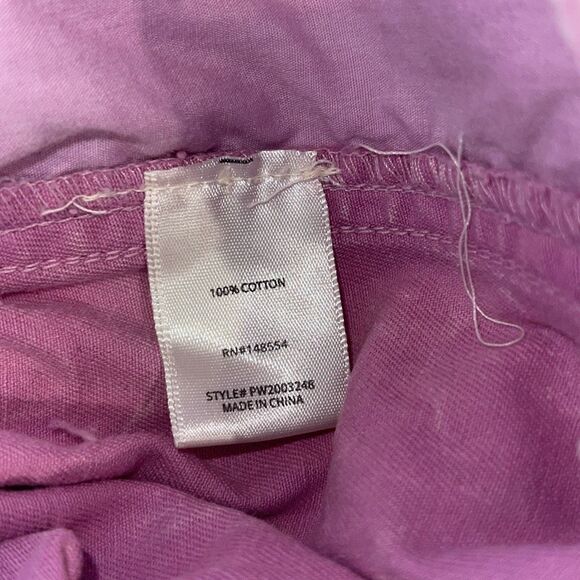 100% COTTON
RN#148554
STYLE# PW2003248
MADE IN CHINA